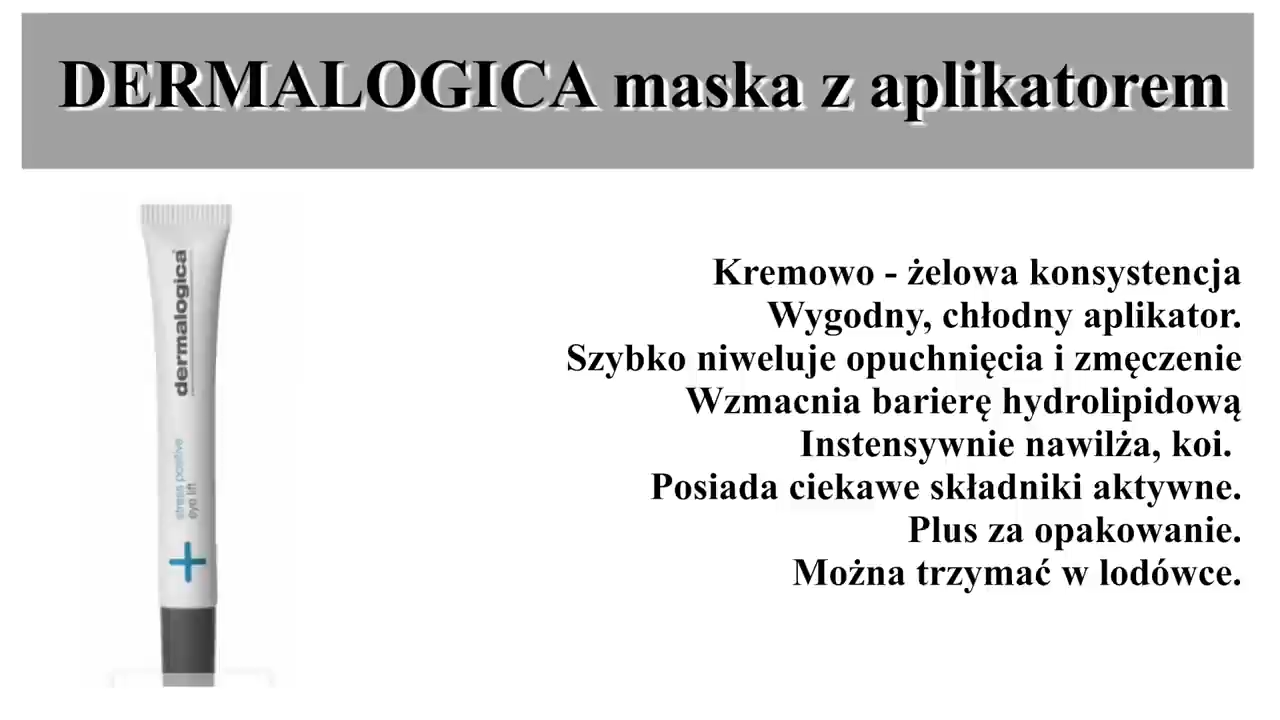 DERMALOGICA maska z aplikatorem
dermalogica
stress positive
eye lift
Kremowo - żelowa konsystencja
Wygodny, chłodny aplikator.
Szybko niweluje opuchnięcia i zmęczenie
Wzmacnia barierę hydrolipidową
Instensywnie nawilża, koi.
Posiada ciekawe składniki aktywne.
Plus za opakowanie.
Można trzymać w lodówce.